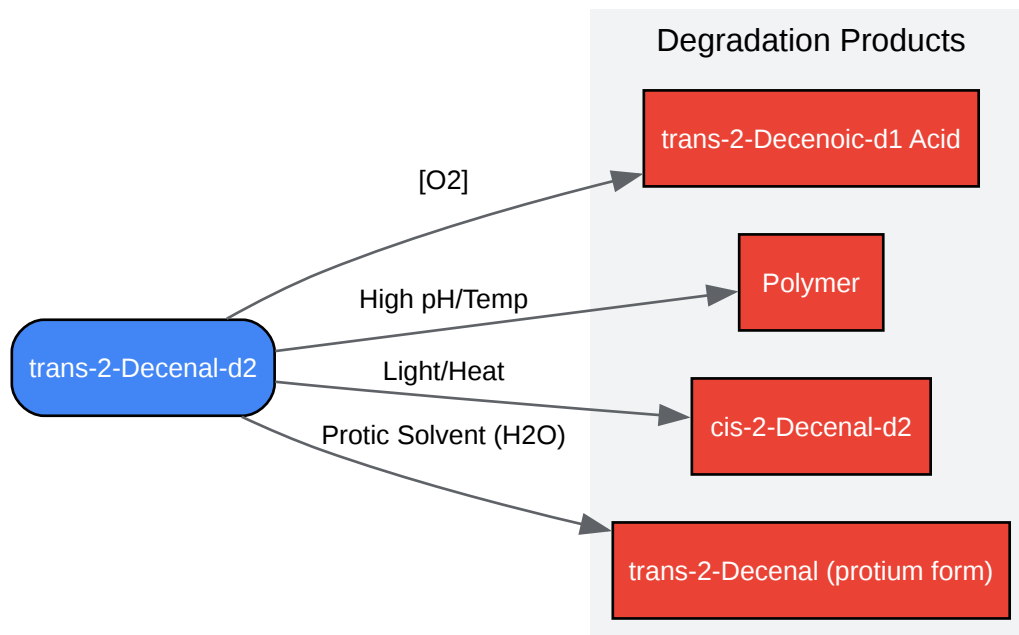 Degradation Products
trans-2-Decenoic-d1 Acid
[O2]
Polymer
High pH/Temp
trans-2-Decenal-d2
Light/Heat
cis-2-Decenal-d2
Protic Solvent (H2O)
trans-2-Decenal (protium form)